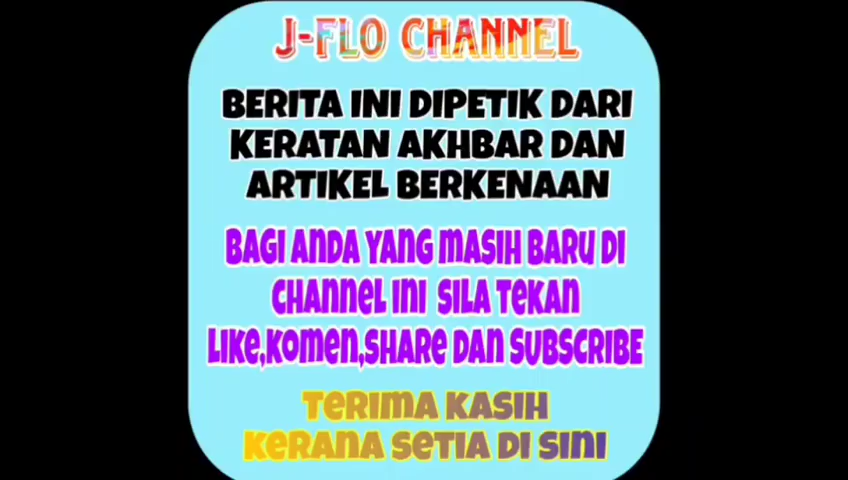 J-FLO CHANNEL
BERITA INI DIPETIK DARI
KERATAN AKHBAR DAN
ARTIKEL BERKENAAN
BAGI ANDA YANG MASIH BARU DI
CHANNEL INI SILA TEKAN
LIKE,KOMEN,SHARE DAN SUBSCRIBE
TERIMA KASIH
KERANA SETIA DI SINI